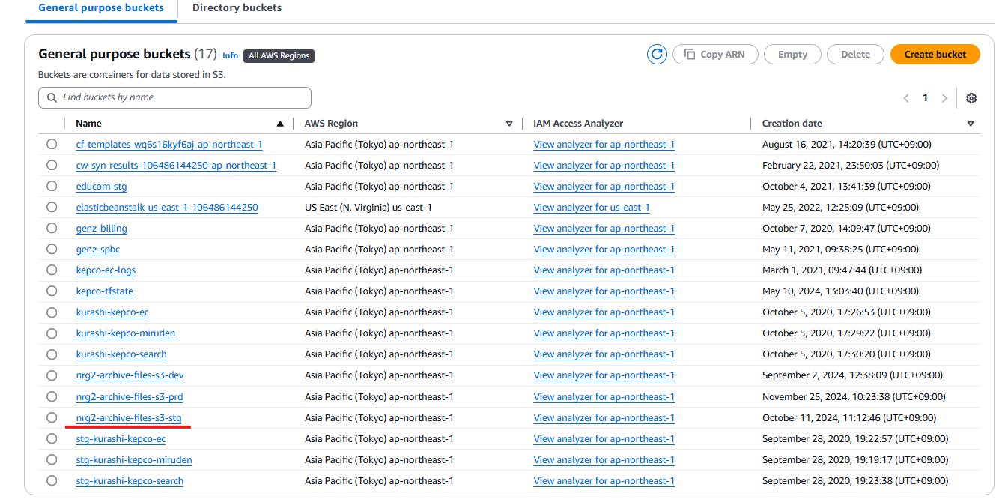 General purpose buckets Directory buckets
General purpose buckets (17) Info All AWS Regions Copy ARN Empty Delete Create bucket
Buckets are containers for data stored in S3.
Find buckets by name 1
Name AWS Region IAM Access Analyzer Creation date
cf-templates-wq6s16kyf6aj-ap-northeast-1 Asia Pacific (Tokyo) ap-northeast-1 View analyzer for ap-northeast-1 August 16, 2021, 14:20:39 (UTC+09:00)
cw-syn-results-106486144250-ap-northeast-1 Asia Pacific (Tokyo) ap-northeast-1 View analyzer for ap-northeast-1 February 22, 2021, 23:50:03 (UTC+09:00)
educom-stg Asia Pacific (Tokyo) ap-northeast-1 View analyzer for ap-northeast-1 October 4, 2021, 13:41:39 (UTC+09:00)
elasticbeanstalk-us-east-1-106486144250 US East (N. Virginia) us-east-1 View analyzer for us-east-1 May 25, 2022, 12:25:09 (UTC+09:00)
genz-billing Asia Pacific (Tokyo) ap-northeast-1 View analyzer for ap-northeast-1 October 7, 2020, 14:09:47 (UTC+09:00)
genz-spbc Asia Pacific (Tokyo) ap-northeast-1 View analyzer for ap-northeast-1 May 11, 2021, 09:38:25 (UTC+09:00)
kepco-ec-logs Asia Pacific (Tokyo) ap-northeast-1 View analyzer for ap-northeast-1 March 1, 2021, 09:47:44 (UTC+09:00)
kepco-tfstate Asia Pacific (Tokyo) ap-northeast-1 View analyzer for ap-northeast-1 May 10, 2024, 13:03:40 (UTC+09:00)
kurashi-kepco-ec Asia Pacific (Tokyo) ap-northeast-1 View analyzer for ap-northeast-1 October 5, 2020, 17:26:53 (UTC+09:00)
kurashi-kepco-miruden Asia Pacific (Tokyo) ap-northeast-1 View analyzer for ap-northeast-1 October 5, 2020, 17:29:22 (UTC+09:00)
kurashi-kepco-search Asia Pacific (Tokyo) ap-northeast-1 View analyzer for ap-northeast-1 October 5, 2020, 17:30:20 (UTC+09:00)
nrg2-archive-files-s3-dev Asia Pacific (Tokyo) ap-northeast-1 View analyzer for ap-northeast-1 September 2, 2024, 12:38:09 (UTC+09:00)
nrg2-archive-files-s3-prd Asia Pacific (Tokyo) ap-northeast-1 View analyzer for ap-northeast-1 November 25, 2024, 10:23:38 (UTC+09:00)
nrg2-archive-files-s3-stg Asia Pacific (Tokyo) ap-northeast-1 View analyzer for ap-northeast-1 October 11, 2024, 11:12:46 (UTC+09:00)
stg-kurashi-kepco-ec Asia Pacific (Tokyo) ap-northeast-1 View analyzer for ap-northeast-1 September 28, 2020, 19:22:57 (UTC+09:00)
stg-kurashi-kepco-miruden Asia Pacific (Tokyo) ap-northeast-1 View analyzer for ap-northeast-1 September 28, 2020, 19:19:17 (UTC+09:00)
stg-kurashi-kepco-search Asia Pacific (Tokyo) ap-northeast-1 View analyzer for ap-northeast-1 September 28, 2020, 19:23:38 (UTC+09:00)